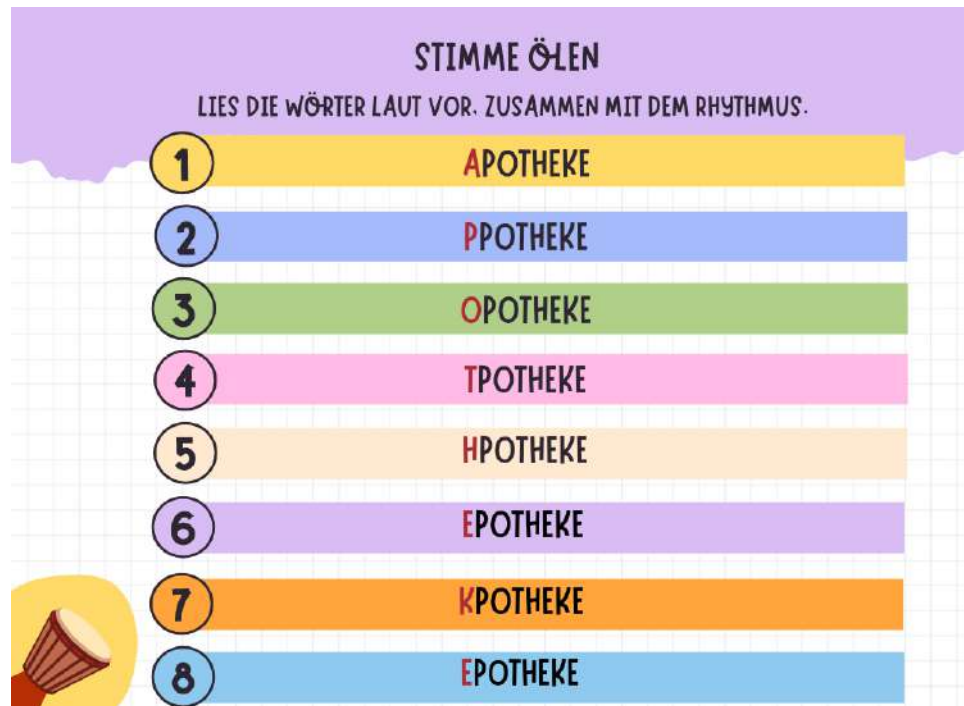 STIMME ÖLEN
LIES DIE WÖRTER LAUT VOR. ZUSAMMEN MIT DEM RHYTHMUS.
1 APOTHEKE
2 PPOTHEKE
3 OPOTHEKE
4 TPOTHEKE
5 HPOTHEKE
6 EPOTHEKE
7 KPOTHEKE
8 EPOTHEKE